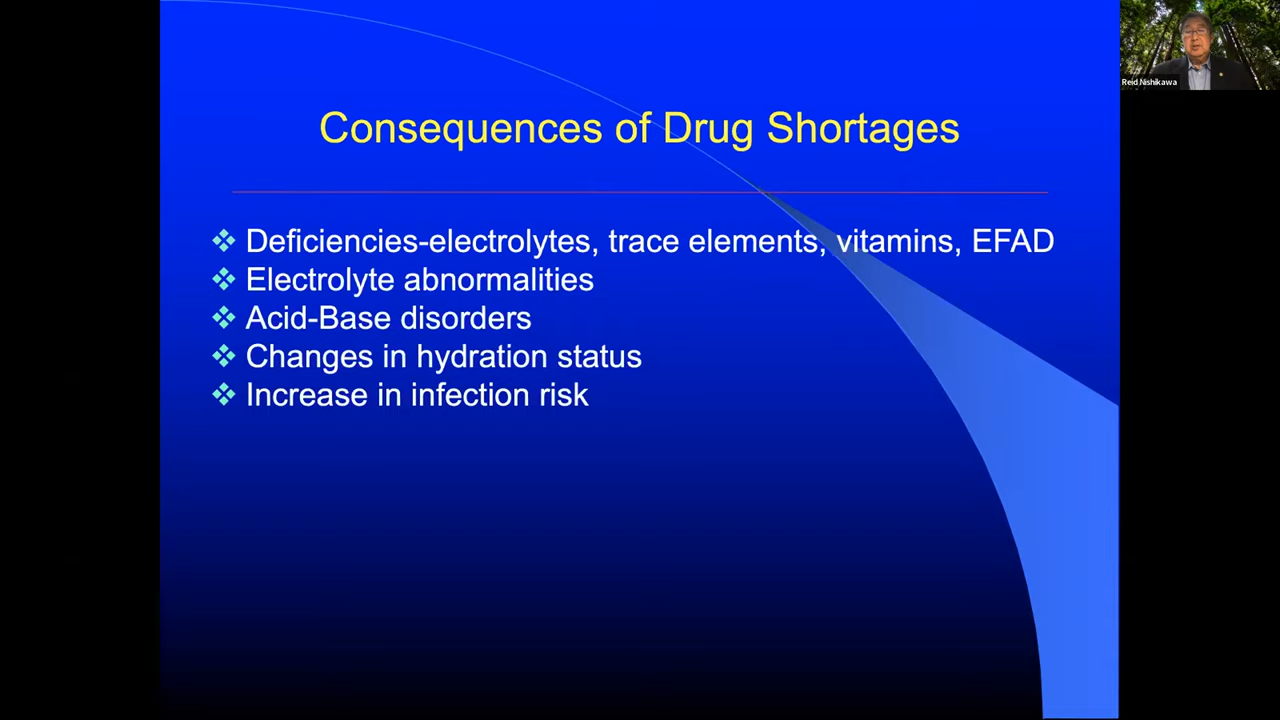 Consequences of Drug Shortages
Deficiencies-electrolytes, trace elements, vitamins, EFAD
Electrolyte abnormalities
Acid-Base disorders
Changes in hydration status
Increase in infection risk
Reid Nishikawa